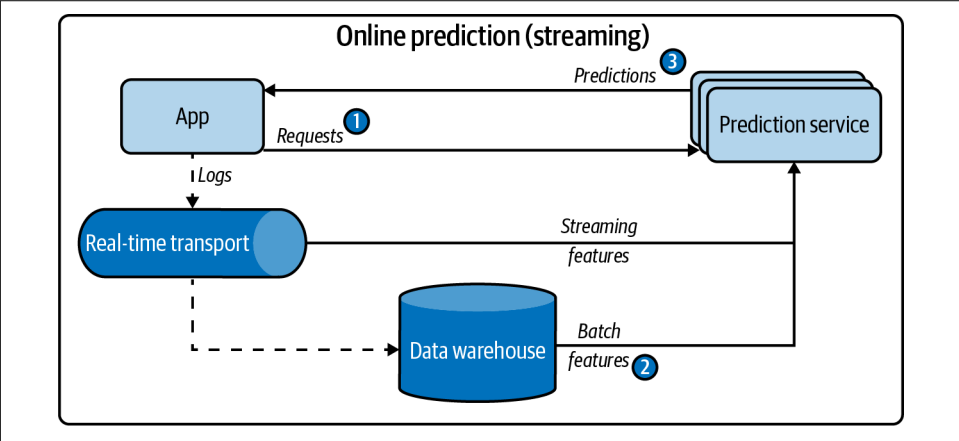 Online prediction (streaming)
Predictions 3
App
Requests 1
Prediction service
Logs
Real-time transport
Streaming
features
Data warehouse
Batch
features 2